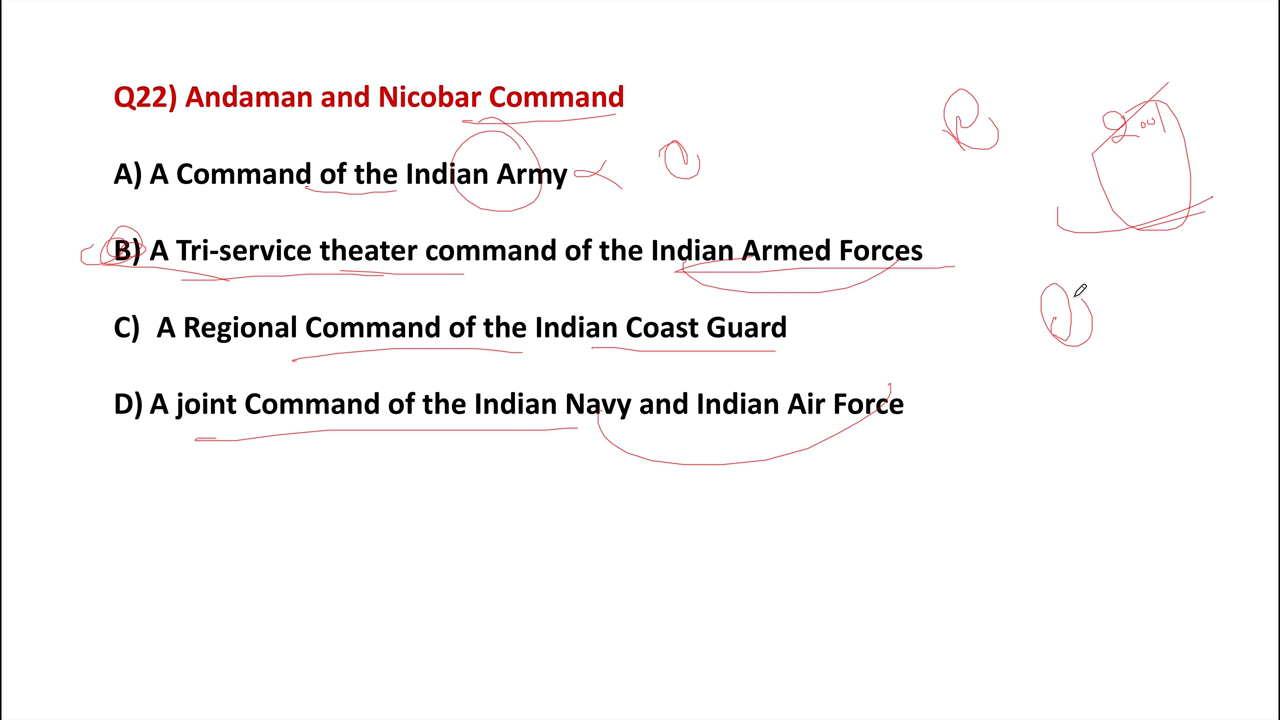 Q22) Andaman and Nicobar Command
A) A Command of the Indian Army
2001
B) A Tri-service theater command of the Indian Armed Forces
C) A Regional Command of the Indian Coast Guard
D) A joint Command of the Indian Navy and Indian Air Force